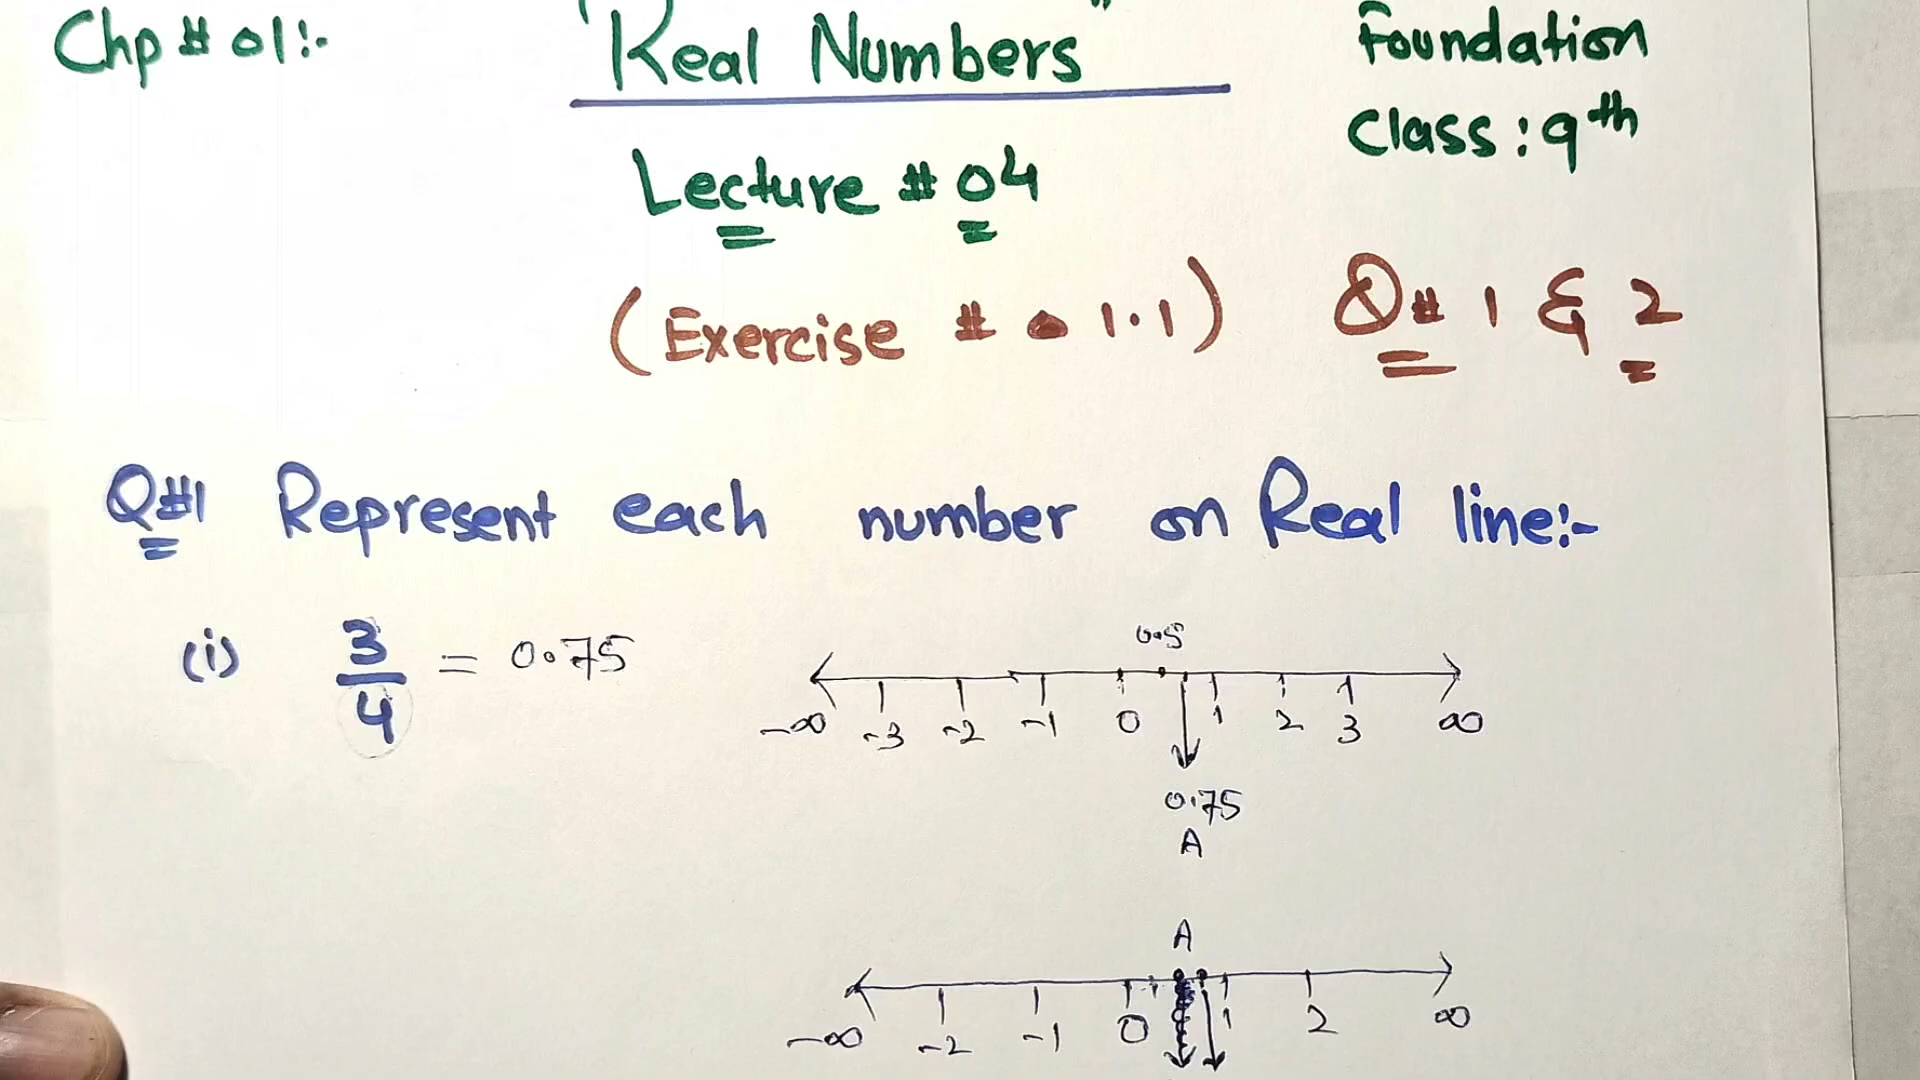 Chp # 01:-
"Real Numbers"
Foundation
Class: 9th
Lecture # 04
(Exercise # 1.1) Q# 1 & 2
Q#1 Represent each number on Real line:-
(i) 3/4 = 0.75
0.5
-∞ -3 -2 -1 0 1 2 3 ∞
0.75
A
A
-∞ -2 -1 0 1 2 ∞